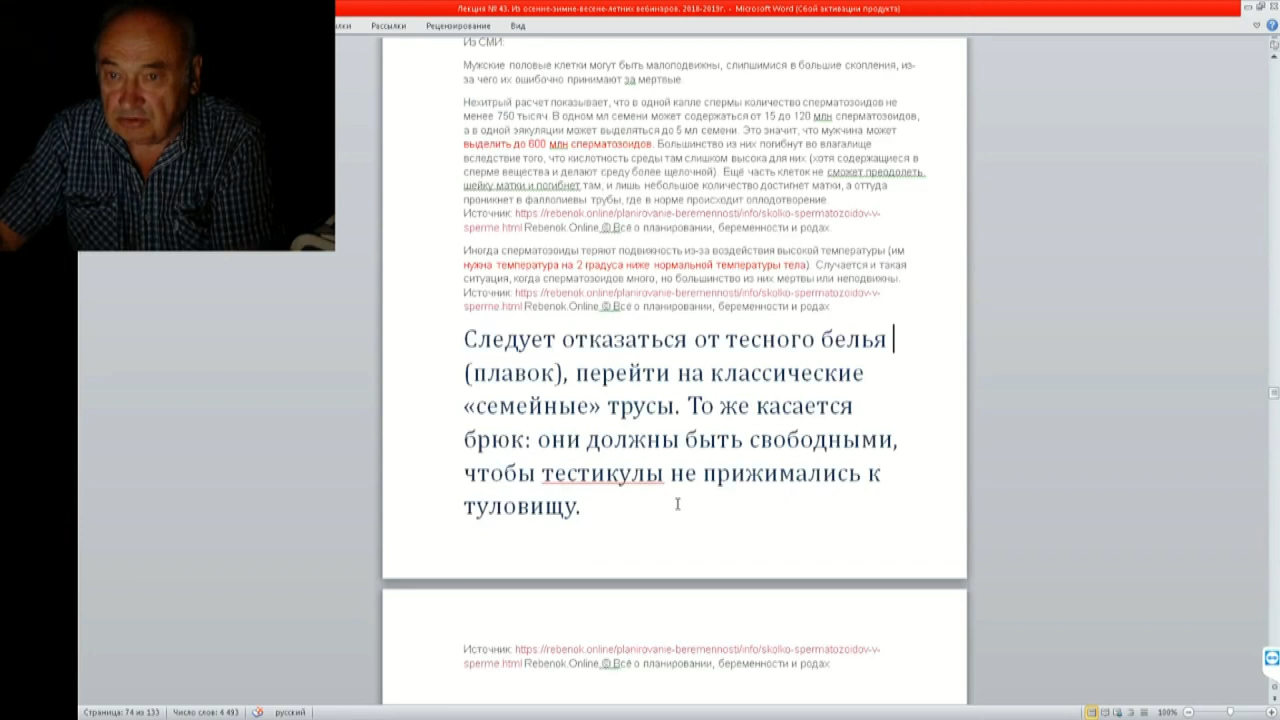 Лекция № 43. Из осенне-зимне-весене-летних вебинаров. 2018-2019г. - Microsoft Word (Сбой активации продукта)
лки Рассылки Рецензирование Вид
Из СМИ:
Мужские половые клетки могут быть малоподвижны, слипшимися в большие скопления, из-
за чего их ошибочно принимают за мертвые.
Нехитрый расчет показывает, что в одной капле спермы количество сперматозоидов не
менее 750 тысяч. В одном мл семени может содержаться от 15 до 120 млн сперматозоидов,
а в одной эякуляции может выделяться до 5 мл семени. Это значит, что мужчина может
выделить до 600 млн сперматозоидов. Большинство из них погибнут во влагалище
вследствие того, что кислотность среды там слишком высока для них (хотя содержащиеся в
сперме вещества и делают среду более щелочной). Ещё часть клеток не сможет преодолеть
шейку матки и погибнет там, и лишь небольшое количество достигнет матки, а оттуда
проникнет в фаллопиевы трубы, где в норме происходит оплодотворение.
Источник: https://rebenok.online/planirovanie-beremennosti/info/skolko-spermatozoidov-v-
sperme.html Rebenok.Online © Всё о планировании, беременности и родах
Иногда сперматозоиды теряют подвижность из-за воздействия высокой температуры (им
нужна температура на 2 градуса ниже нормальной температуры тела). Случается и такая
ситуация, когда сперматозоидов много, но большинство из них мертвы или неподвижны.
Источник: https://rebenok.online/planirovanie-beremennosti/info/skolko-spermatozoidov-v-
sperme.html Rebenok.Online © Всё о планировании, беременности и родах
Следует отказаться от тесного белья
(плавок), перейти на классические
«семейные» трусы. То же касается
брюк: они должны быть свободными,
чтобы тестикулы не прижимались к
туловищу.
Источник: https://rebenok.online/planirovanie-beremennosti/info/skolko-spermatozoidov-v-
sperme.html Rebenok.Online © Всё о планировании, беременности и родах
Страница: 74 из 133 Число слов: 4 493 русский 100%